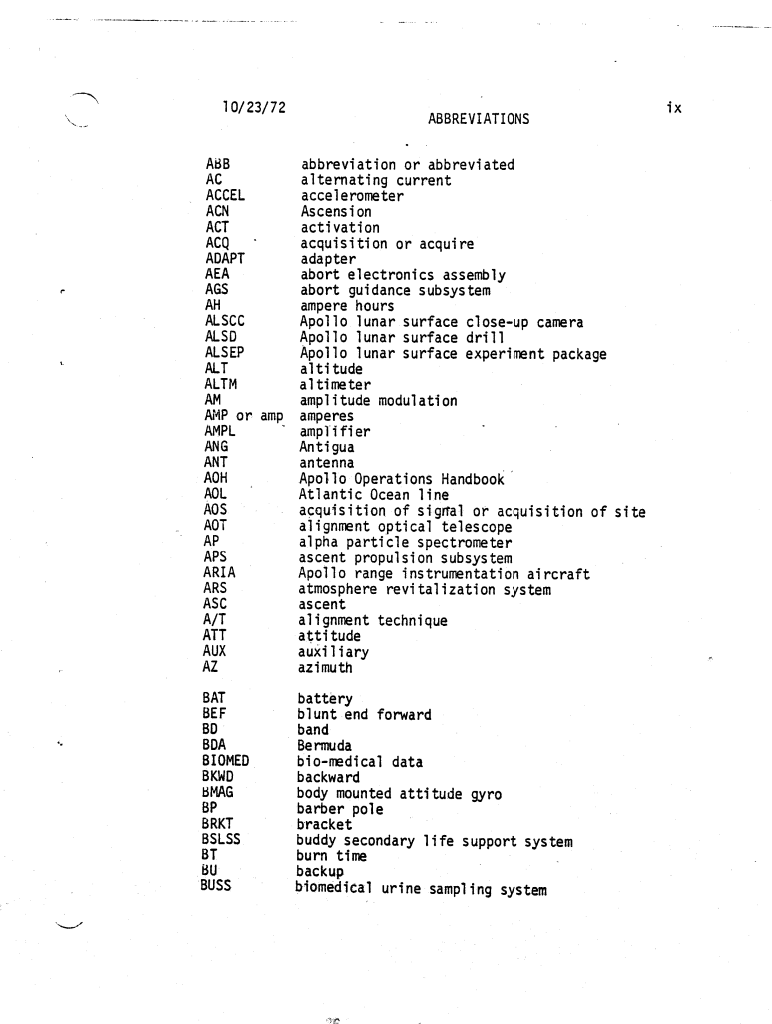 10/23/72
ix
ABBREVIATIONS
ABB abbreviation or abbreviated
AC alternating current
ACCEL accelerometer
ACN Ascension
ACT activation
ACQ acquisition or acquire
ADAPT adapter
AEA abort electronics assembly
AGS abort guidance subsystem
AH ampere hours
ALSCC Apollo lunar surface close-up camera
ALSD Apollo lunar surface drill
ALSEP Apollo lunar surface experiment package
ALT altitude
ALTM altimeter
AM amplitude modulation
AMP or amp amperes
AMPL amplifier
ANG Antigua
ANT antenna
AOH Apollo Operations Handbook
AOL Atlantic Ocean line
AOS acquisition of signal or acquisition of site
AOT alignment optical telescope
AP alpha particle spectrometer
APS ascent propulsion subsystem
ARIA Apollo range instrumentation aircraft
ARS atmosphere revitalization system
ASC ascent
A/T alignment technique
ATT attitude
AUX auxiliary
AZ azimuth
BAT battery
BEF blunt end forward
BD band
BDA Bermuda
BIOMED bio-medical data
BKWD backward
BMAG body mounted attitude gyro
BP barber pole
BRKT bracket
BSLSS buddy secondary life support system
BT burn time
BU backup
BUSS biomedical urine sampling system